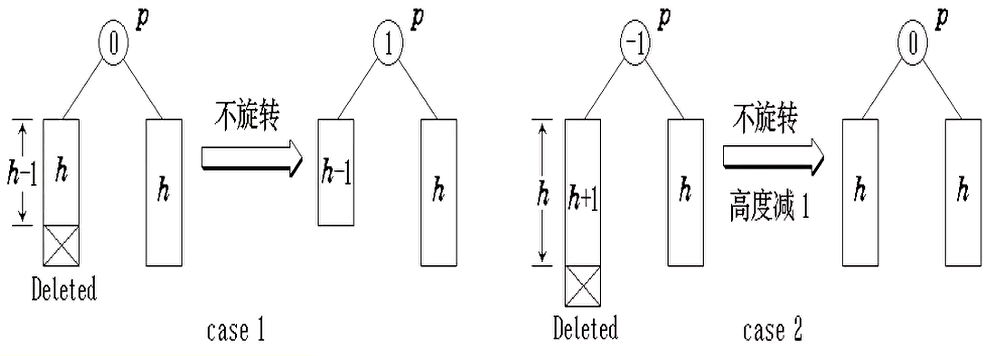 0 p
1 p
-1 p
0 p
不旋转
不旋转
高度减1
h-1 h h
h-1 h
h h+1 h
h h
Deleted
Deleted
case 1
case 2